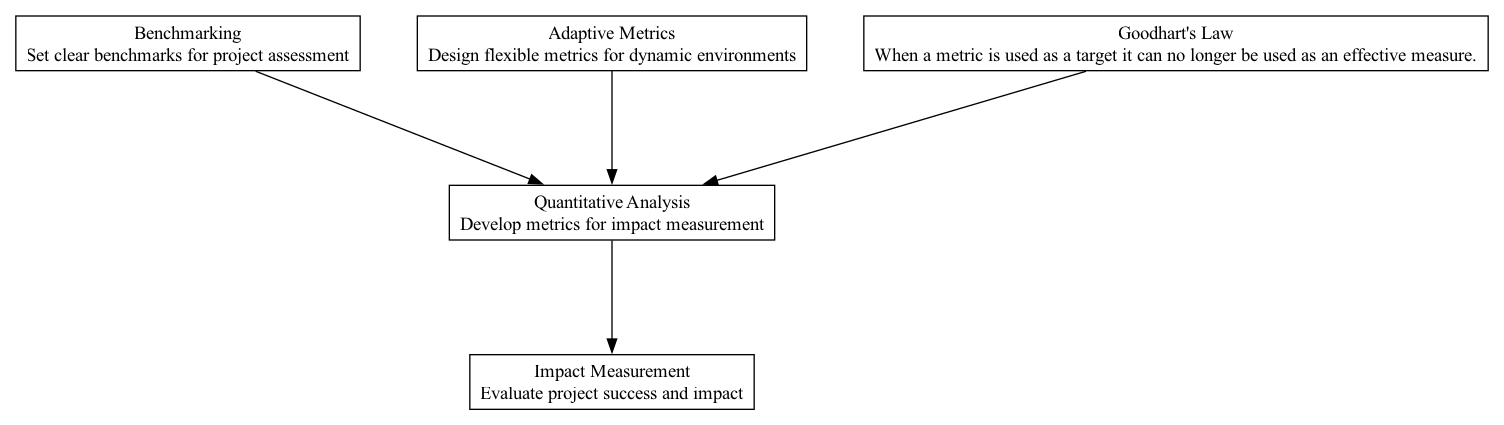 Benchmarking
Set clear benchmarks for project assessment
Adaptive Metrics
Design flexible metrics for dynamic environments
Goodhart's Law
When a metric is used as a target it can no longer be used as an effective measure.
Quantitative Analysis
Develop metrics for impact measurement
Impact Measurement
Evaluate project success and impact